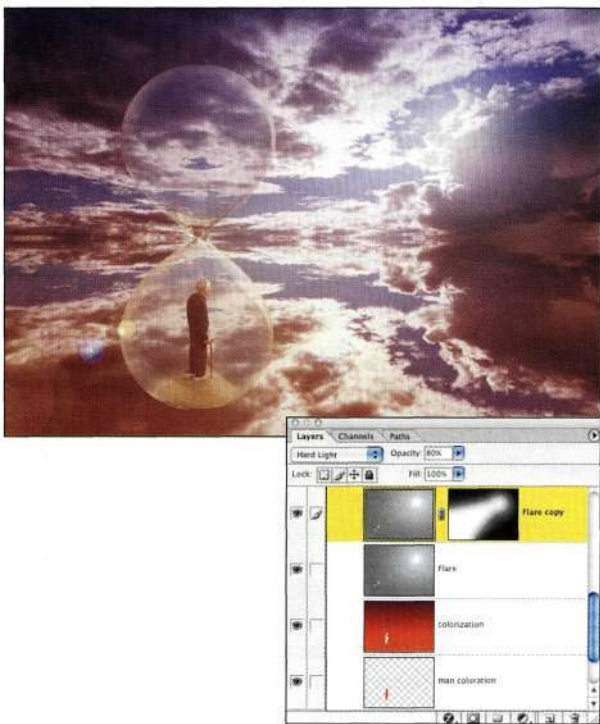 Layers Channels Paths
Hard Light Opacity: 80%
Lock: Fill: 100%
Flare copy
Flare
colorization
man coloration